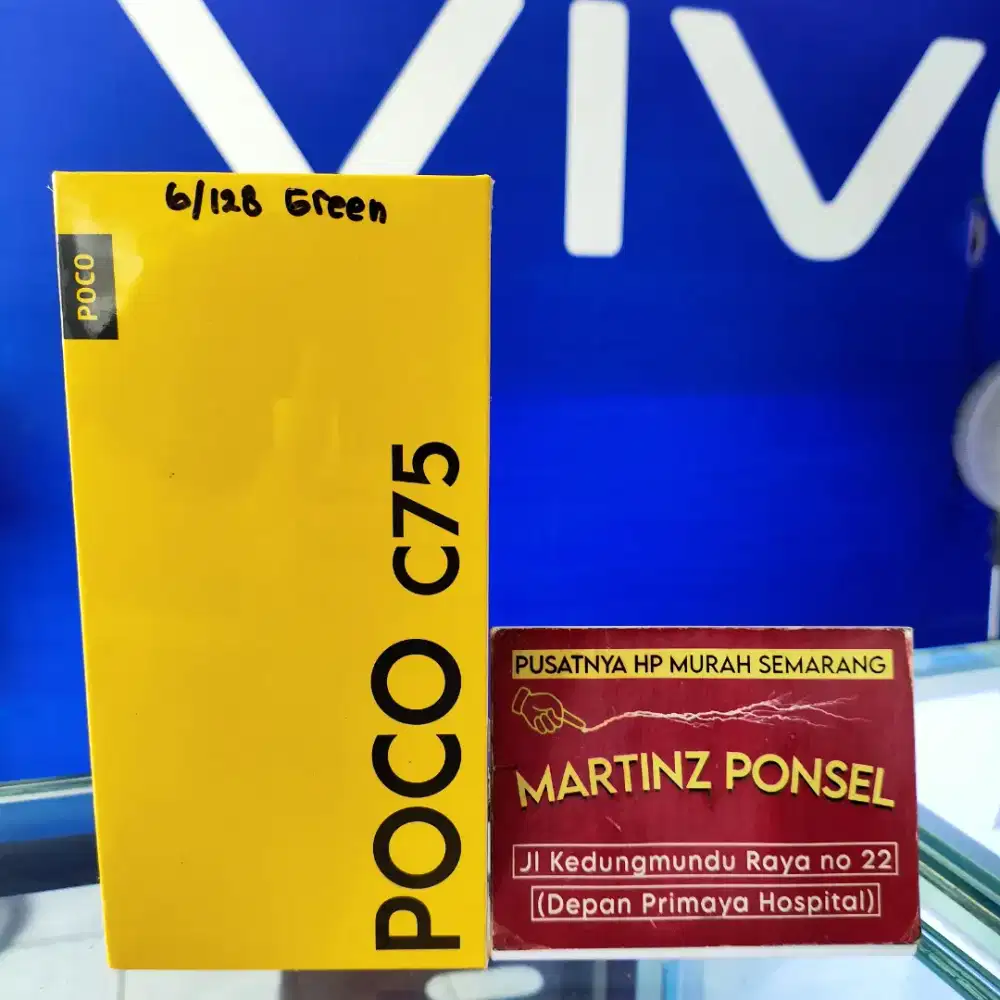 vivo
6/128 Green
POCO
POCO C75
PUSATNYA HP MURAH SEMARANG
MARTINZ PONSEL
Jl Kedungmundu Raya no 22
(Depan Primaya Hospital)